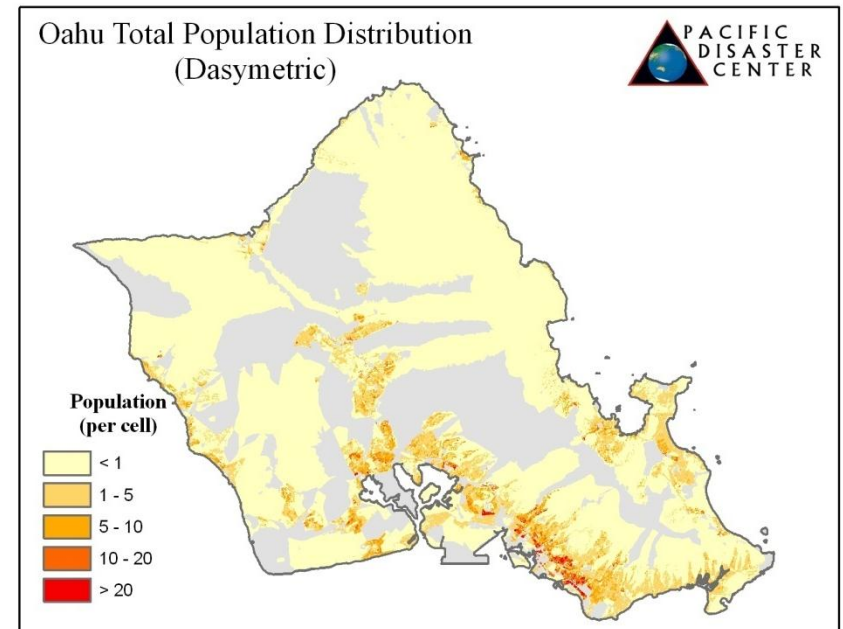 Oahu Total Population Distribution
(Dasymetric)
PACIFIC
DISASTER
CENTER
Population
(per cell)
< 1
1 - 5
5 - 10
10 - 20
> 20